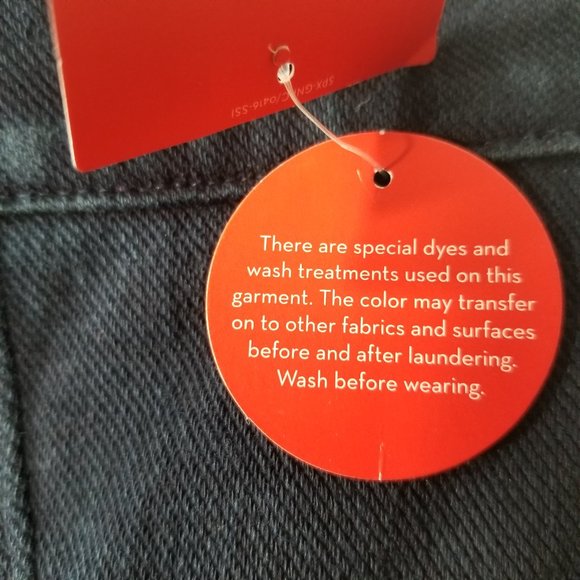 There are special dyes and
wash treatments used on this
garment. The color may transfer
on to other fabrics and surfaces
before and after laundering.
Wash before wearing.